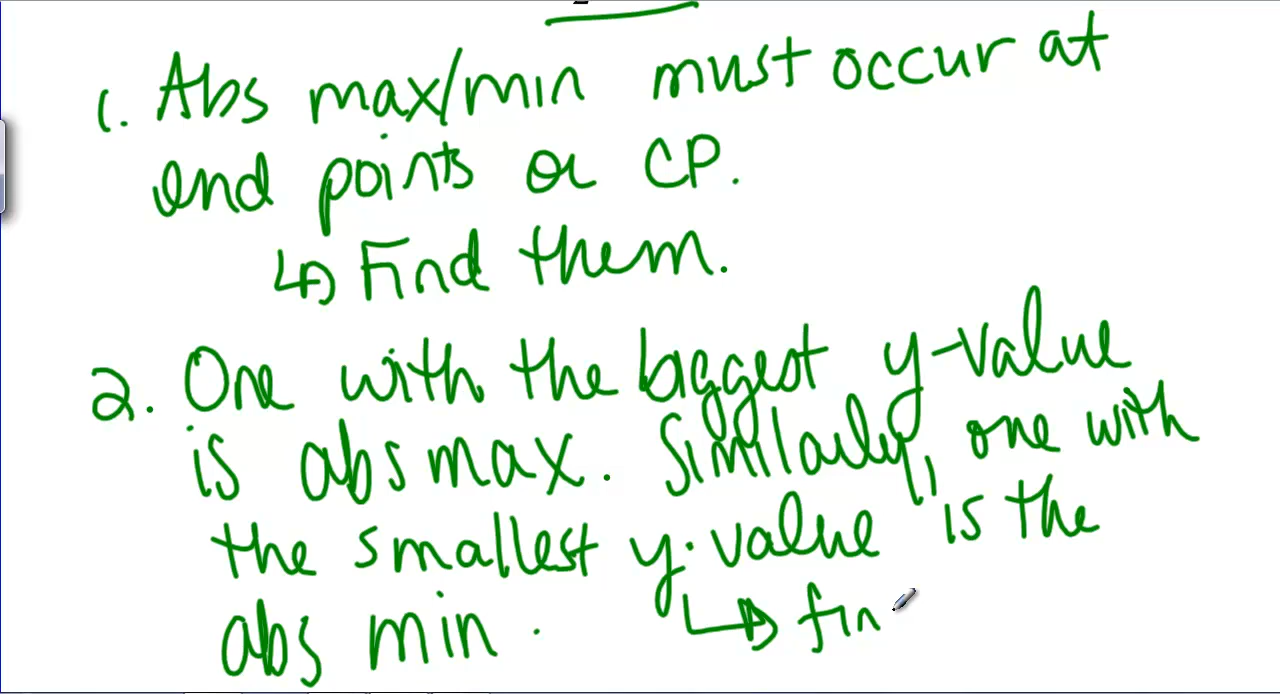 1. Abs max/min must occur at
end points or CP.
↳ Find them.
2. One with the biggest y-value
is abs max. Similarly, one with
the smallest y-value is the
abs min. ↳ fin